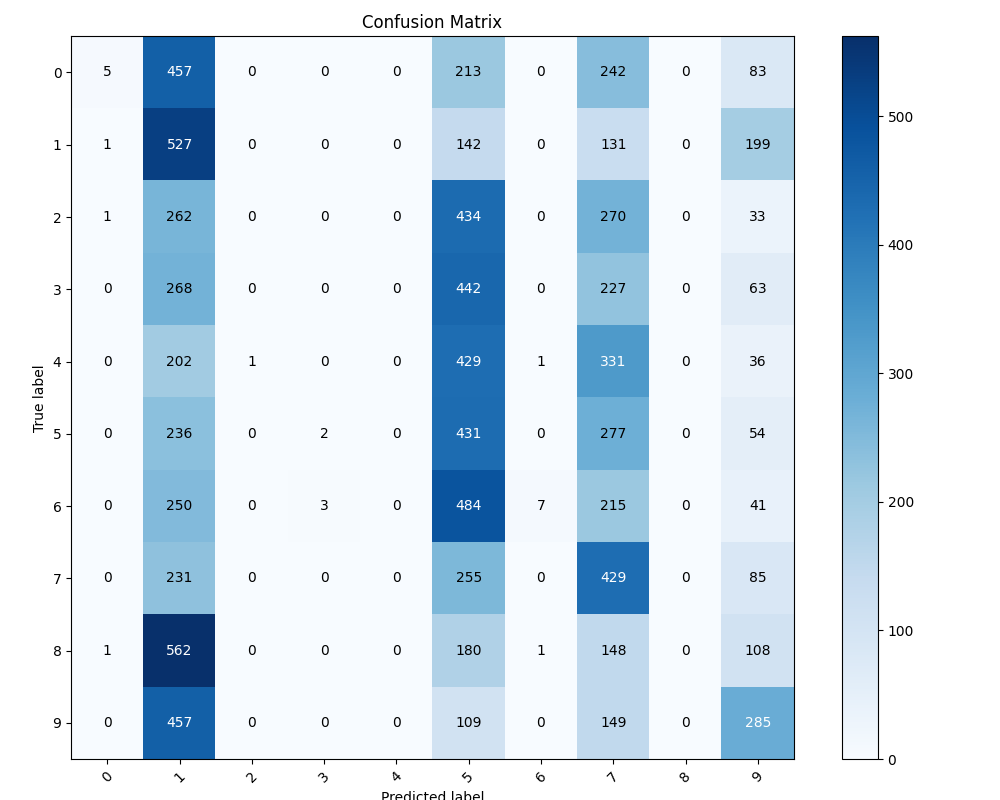 Confusion Matrix
0 5 457 0 0 0 213 0 242 0 83
1 1 527 0 0 0 142 0 131 0 199
2 1 262 0 0 0 434 0 270 0 33
3 0 268 0 0 0 442 0 227 0 63
4 0 202 1 0 0 429 1 331 0 36
5 0 236 0 2 0 431 0 277 0 54
6 0 250 0 3 0 484 7 215 0 41
7 0 231 0 0 0 255 0 429 0 85
8 1 562 0 0 0 180 1 148 0 108
9 0 457 0 0 0 109 0 149 0 285
0 1 2 3 4 5 6 7 8 9
True label
Predicted label
500
400
300
200
100
0